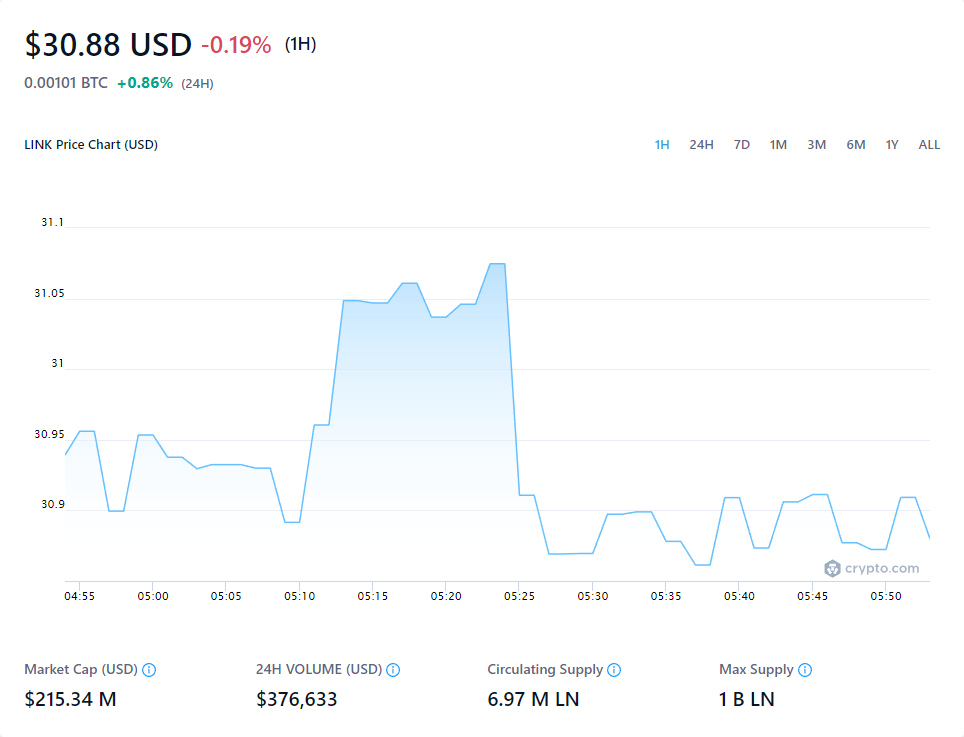 $30.88 USD -0.19% (1H)
0.00101 BTC +0.86% (24H)
LINK Price Chart (USD) 1H 24H 7D 1M 3M 6M 1Y ALL
31.1
31.05
31
30.95
30.9
crypto.com
04:55 05:00 05:05 05:10 05:15 05:20 05:25 05:30 05:35 05:40 05:45 05:50
Market Cap (USD) 24H VOLUME (USD) Circulating Supply Max Supply
$215.34 M $376,633 6.97 M LN 1 B LN